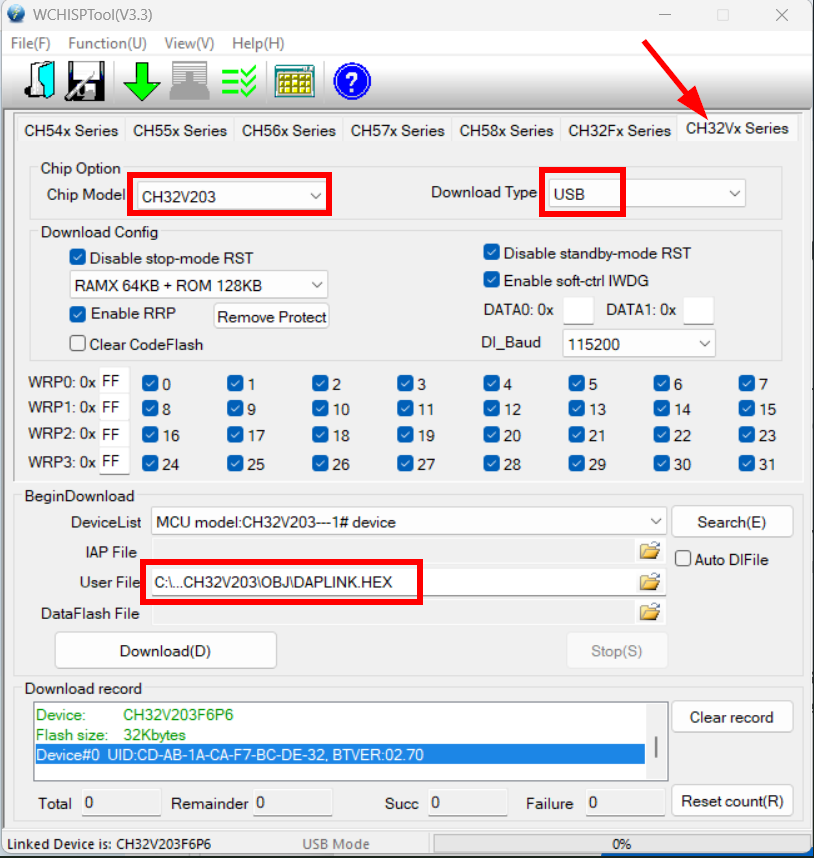 WCHISPTool(V3.3)
File(F) Function(U) View(V) Help(H)
CH54x Series CH55x Series CH56x Series CH57x Series CH58x Series CH32Fx Series CH32Vx Series
Chip Option
Chip Model CH32V203 Download Type USB
Download Config
Disable stop-mode RST Disable standby-mode RST
RAMX 64KB + ROM 128KB Enable soft-ctrl IWDG
Enable RRP Remove Protect DATA0: 0x DATA1: 0x
Clear CodeFlash DI_Baud 115200
WRP0: 0x FF 0 1 2 3 4 5 6 7
WRP1: 0x FF 8 9 10 11 12 13 14 15
WRP2: 0x FF 16 17 18 19 20 21 22 23
WRP3: 0x FF 24 25 26 27 28 29 30 31
BeginDownload
DeviceList MCU model:CH32V203---1# device Search(E)
IAP File Auto DIFile
User File C:\...CH32V203\OBJ\DAPLINK.HEX
DataFlash File
Download(D) Stop(S)
Download record
Device: CH32V203F6P6 Clear record
Flash size: 32Kbytes
Device#0 UID:CD-AB-1A-CA-F7-BC-DE-32, BTVER:02.70
Total 0 Remainder 0 Succ 0 Failure 0 Reset count(R)
Linked Device is: CH32V203F6P6 USB Mode 0%